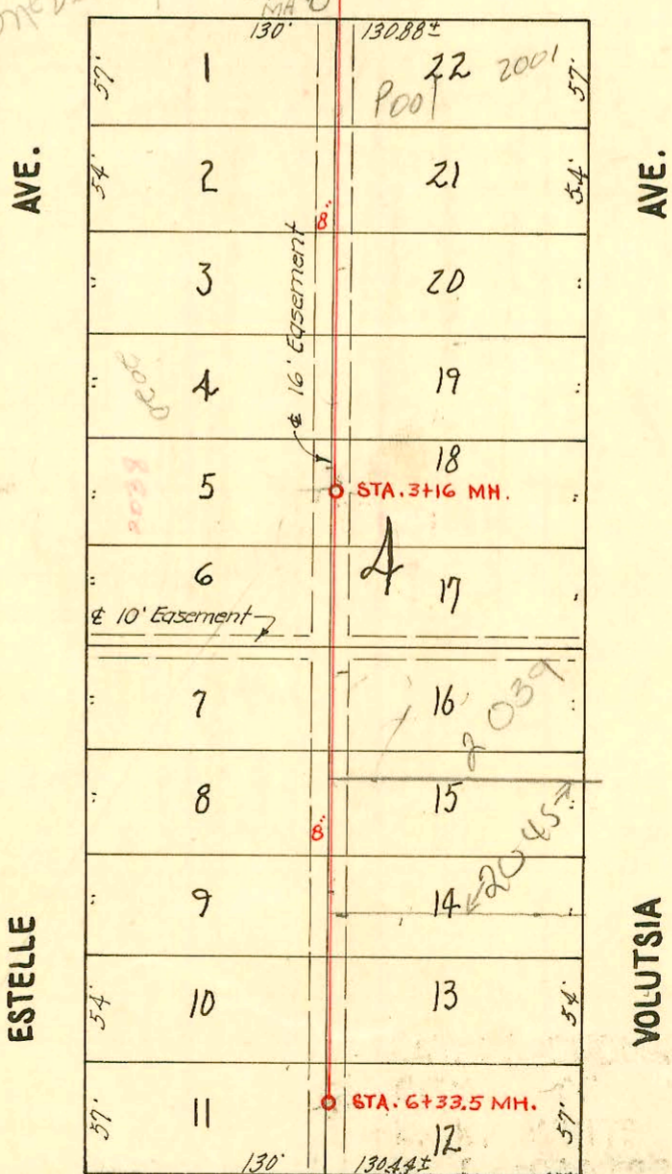 MH
130' 130.88±
57' 1 22 2001 57'
Pool
AVE. 54' 2 21 54' AVE.
8"
16' Easement
" 3 20 "
" 4 19 "
2020
18
" 5 STA. 3+16 MH. "
2038
4
" 6 17 "
℄ 10' Easement
" 7 16 2039 "
" 8 15 "
8"
2045
" 9 14 "
ESTELLE VOLUTSIA
54' 10 13 54'
STA. 6+33.5 MH.
57' 11 12 57'
130' 130.44±